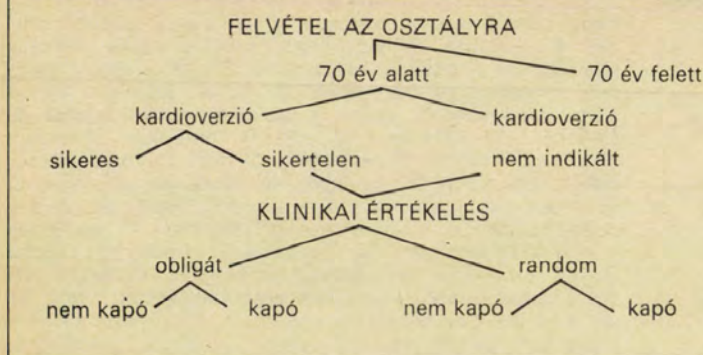 FELVÉTEL AZ OSZTÁLYRA
70 év alatt 70 év felett
kardioverzió kardioverzió
sikeres sikertelen nem indikált
KLINIKAI ÉRTÉKELÉS
obligát random
nem kapó kapó nem kapó kapó